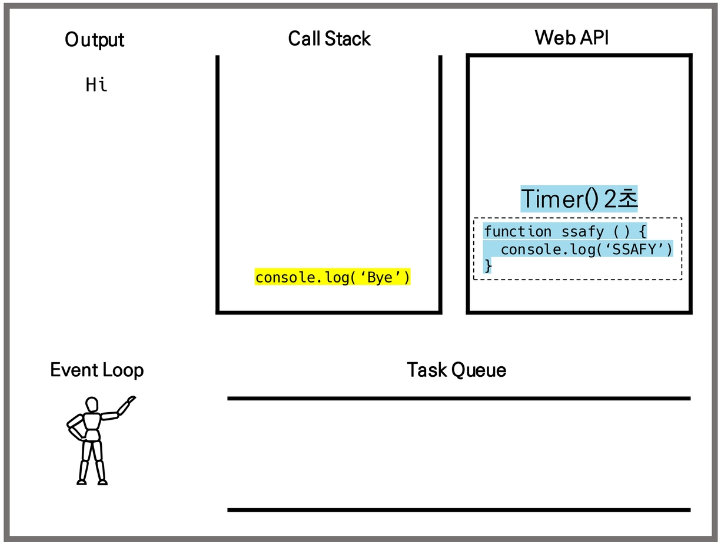 Output
Hi
Call Stack
console.log(‘Bye’)
Web API
Timer() 2초
function ssafy () {
  console.log(‘SSAFY’)
}
Event Loop
Task Queue